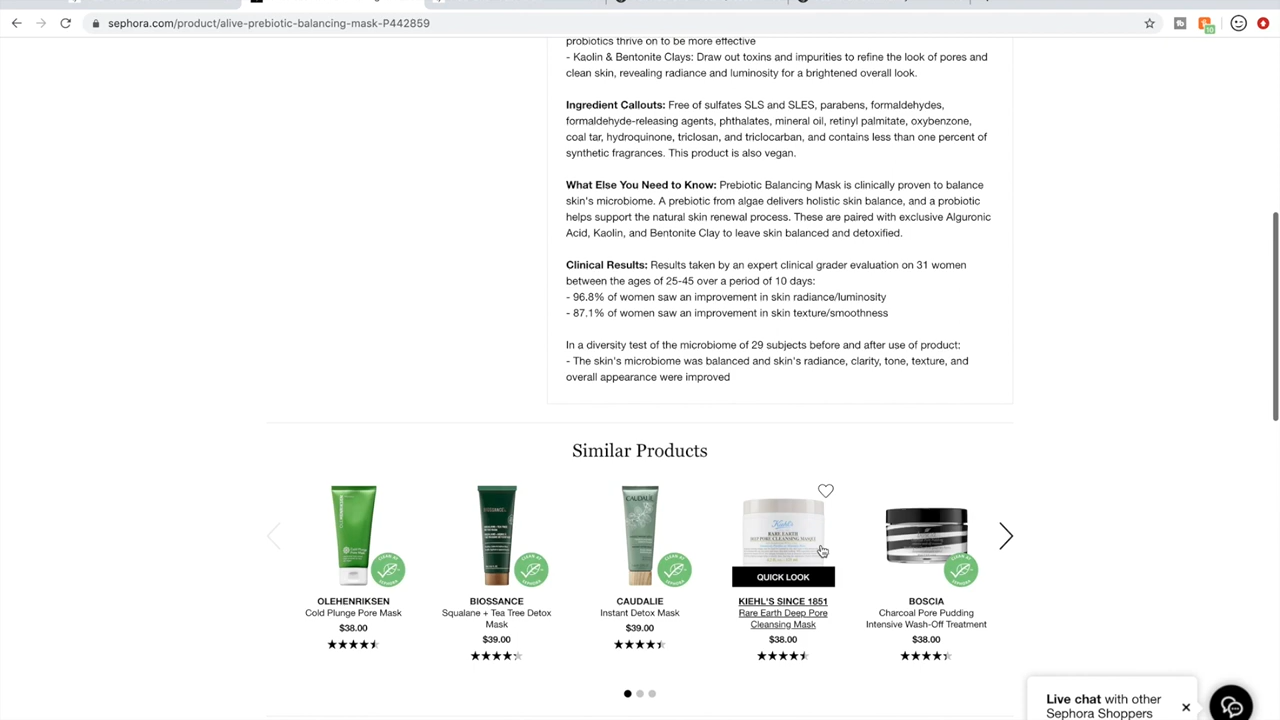 sephora.com/product/alive-prebiotic-balancing-mask-P442859
10
probiotics thrive on to be more effective
- Kaolin & Bentonite Clays: Draw out toxins and impurities to refine the look of pores and
clean skin, revealing radiance and luminosity for a brightened overall look.
Ingredient Callouts: Free of sulfates SLS and SLES, parabens, formaldehydes,
formaldehyde-releasing agents, phthalates, mineral oil, retinyl palmitate, oxybenzone,
coal tar, hydroquinone, triclosan, and triclocarban, and contains less than one percent of
synthetic fragrances. This product is also vegan.
What Else You Need to Know: Prebiotic Balancing Mask is clinically proven to balance
skin's microbiome. A prebiotic from algae delivers holistic skin balance, and a probiotic
helps support the natural skin renewal process. These are paired with exclusive Alguronic
Acid, Kaolin, and Bentonite Clay to leave skin balanced and detoxified.
Clinical Results: Results taken by an expert clinical grader evaluation on 31 women
between the ages of 25-45 over a period of 10 days:
- 96.8% of women saw an improvement in skin radiance/luminosity
- 87.1% of women saw an improvement in skin texture/smoothness
In a diversity test of the microbiome of 29 subjects before and after use of product:
- The skin's microbiome was balanced and skin's radiance, clarity, tone, texture, and
overall appearance were improved
Similar Products
CAUDALIE
Kiehl's
RARE EARTH
DEEP PORE CLEANSING MASQUE
QUICK LOOK
OLEHENRIKSEN
Cold Plunge Pore Mask
$38.00
BIOSSANCE
Squalane + Tea Tree Detox
Mask
$39.00
CAUDALIE
Instant Detox Mask
$39.00
KIEHL'S SINCE 1851
Rare Earth Deep Pore
Cleansing Mask
$38.00
BOSCIA
Charcoal Pore Pudding
Intensive Wash-Off Treatment
$38.00
Live chat with other
Sephora Shoppers